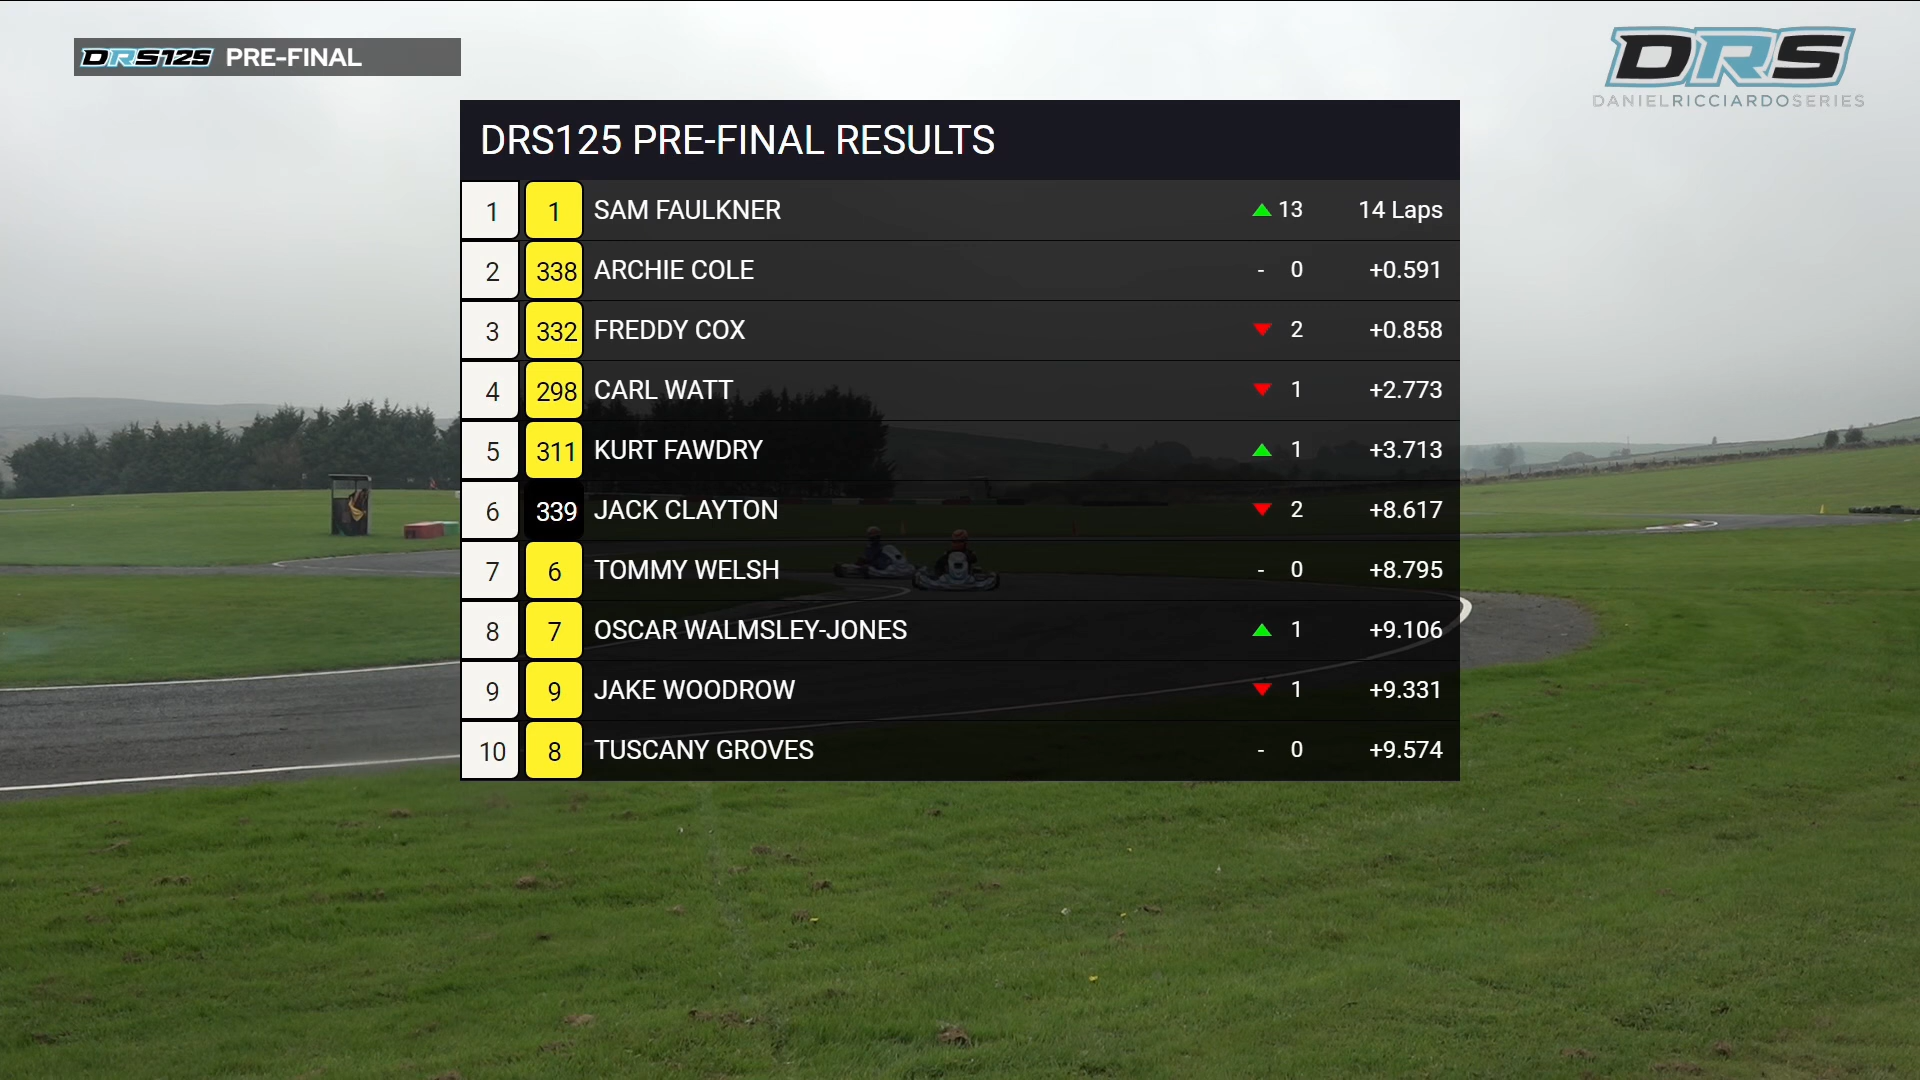 DRS125 PRE-FINAL
DRS
DANIELRICCIARDOSERIES
DRS125 PRE-FINAL RESULTS
1 1 SAM FAULKNER ▲ 13 14 Laps
2 338 ARCHIE COLE - 0 +0.591
3 332 FREDDY COX ▼ 2 +0.858
4 298 CARL WATT ▼ 1 +2.773
5 311 KURT FAWDRY ▲ 1 +3.713
6 339 JACK CLAYTON ▼ 2 +8.617
7 6 TOMMY WELSH - 0 +8.795
8 7 OSCAR WALMSLEY-JONES ▲ 1 +9.106
9 9 JAKE WOODROW ▼ 1 +9.331
10 8 TUSCANY GROVES - 0 +9.574